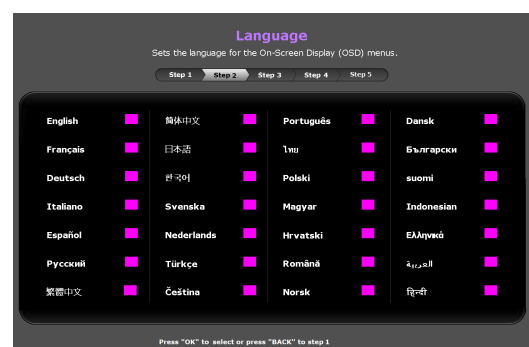 Language
Sets the language for the On-Screen Display (OSD) menus.
Step 1 Step 2 Step 3 Step 4 Step 5
English 简体中文 Português Dansk
Français 日本語 ไทย Български
Deutsch 한국어 Polski suomi
Italiano Svenska Magyar Indonesian
Español Nederlands Hrvatski Ελληνικά
Русский Türkçe Română العربية
繁體中文 Čeština Norsk हिन्दी
Press "OK" to select or press "BACK" to step 1